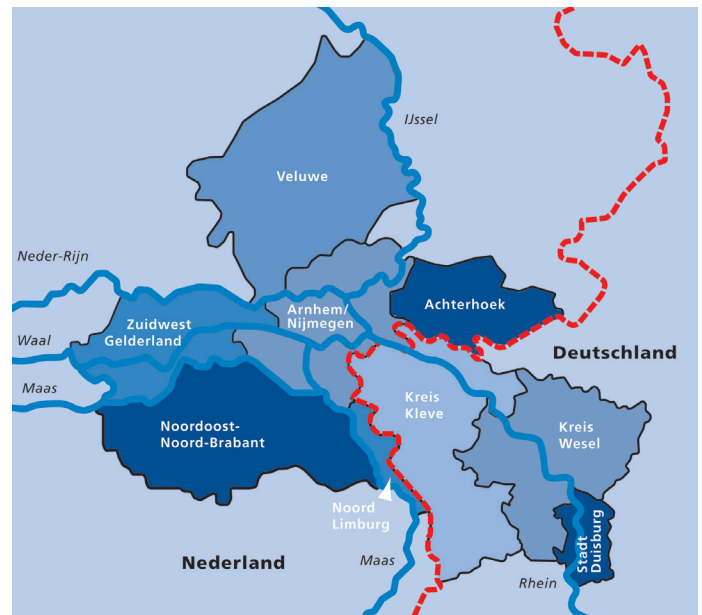 IJssel
Veluwe
Neder-Rijn
Achterhoek
Arnhem/
Nijmegen
Zuidwest
Gelderland
Waal
Deutschland
Maas
Kreis
Kleve
Kreis
Wesel
Noordoost-
Noord-Brabant
Noord
Limburg
Stadt
Duisburg
Nederland
Maas
Rhein